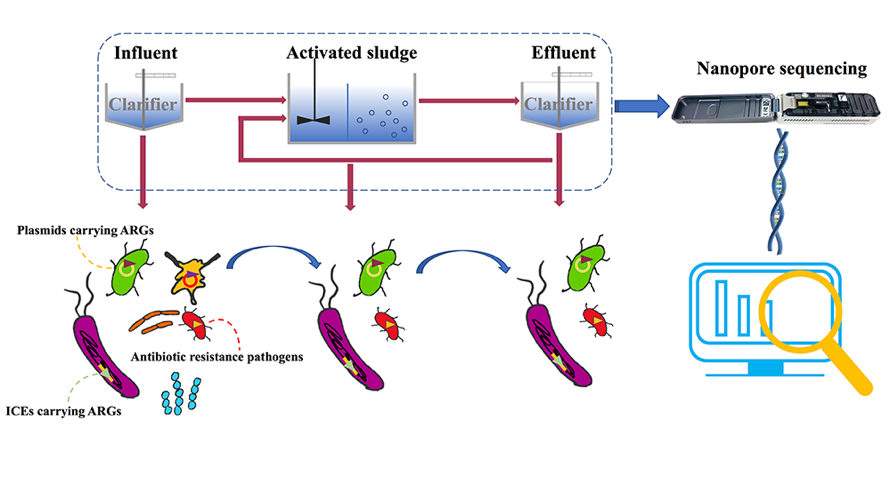 Influent
Activated sludge
Effluent
Nanopore sequencing
Clarifier
Clarifier
Plasmids carrying ARGs
Antibiotic resistance pathogens
ICEs carrying ARGs